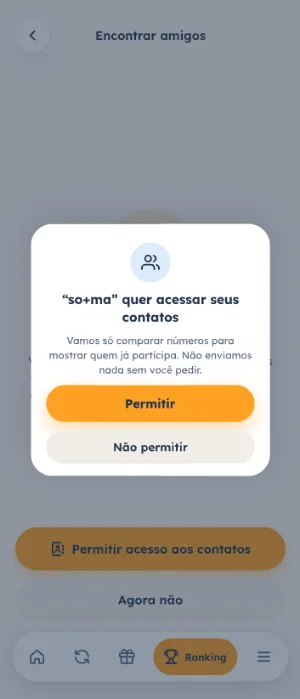 Encontrar amigos
“so+ma” quer acessar seus
contatos
Vamos só comparar números para
mostrar quem já participa. Não enviamos
nada sem você pedir.
Permitir
Não permitir
Permitir acesso aos contatos
Agora não
Ranking